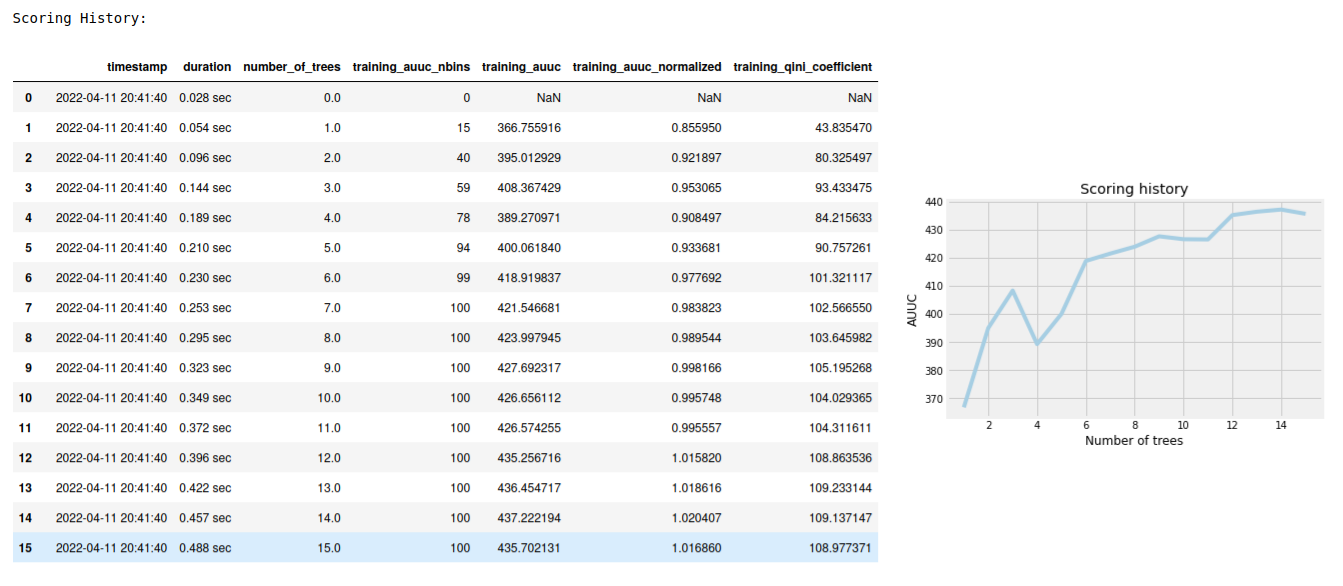 Scoring History:
timestamp duration number_of_trees training_auuc_nbins training_auuc training_auuc_normalized training_qini_coefficient
0 2022-04-11 20:41:40 0.028 sec 0.0 0 NaN NaN NaN
1 2022-04-11 20:41:40 0.054 sec 1.0 15 366.755916 0.855950 43.835470
2 2022-04-11 20:41:40 0.096 sec 2.0 40 395.012929 0.921897 80.325497
3 2022-04-11 20:41:40 0.144 sec 3.0 59 408.367429 0.953065 93.433475
4 2022-04-11 20:41:40 0.189 sec 4.0 78 389.270971 0.908497 84.215633
5 2022-04-11 20:41:40 0.210 sec 5.0 94 400.061840 0.933681 90.757261
6 2022-04-11 20:41:40 0.230 sec 6.0 99 418.919837 0.977692 101.321117
7 2022-04-11 20:41:40 0.253 sec 7.0 100 421.546681 0.983823 102.566550
8 2022-04-11 20:41:40 0.295 sec 8.0 100 423.997945 0.989544 103.645982
9 2022-04-11 20:41:40 0.323 sec 9.0 100 427.692317 0.998166 105.195268
10 2022-04-11 20:41:40 0.349 sec 10.0 100 426.656112 0.995748 104.029365
11 2022-04-11 20:41:40 0.372 sec 11.0 100 426.574255 0.995557 104.311611
12 2022-04-11 20:41:40 0.396 sec 12.0 100 435.256716 1.015820 108.863536
13 2022-04-11 20:41:40 0.422 sec 13.0 100 436.454717 1.018616 109.233144
14 2022-04-11 20:41:40 0.457 sec 14.0 100 437.222194 1.020407 109.137147
15 2022-04-11 20:41:40 0.488 sec 15.0 100 435.702131 1.016860 108.977371
Scoring history
440
430
420
410
400
390
380
370
AUUC
2 4 6 8 10 12 14
Number of trees